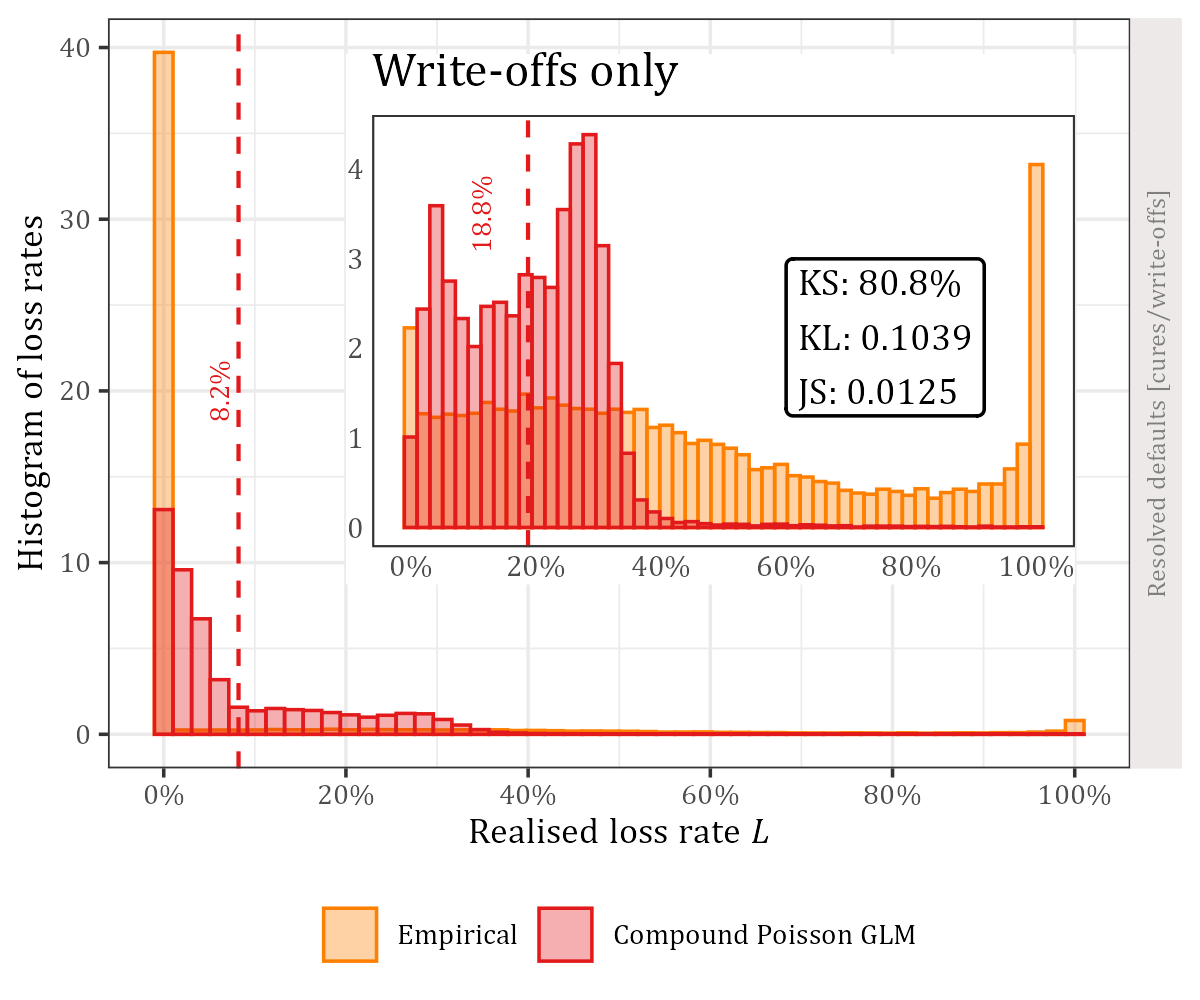 Histogram of loss rates
40
30
20
10
0
8.2%
Write-offs only
4
3
2
1
0
18.8%
KS: 80.8%
KL: 0.1039
JS: 0.0125
0% 20% 40% 60% 80% 100%
Resolved defaults [cures/write-offs]
0% 20% 40% 60% 80% 100%
Realised loss rate L
Empirical Compound Poisson GLM